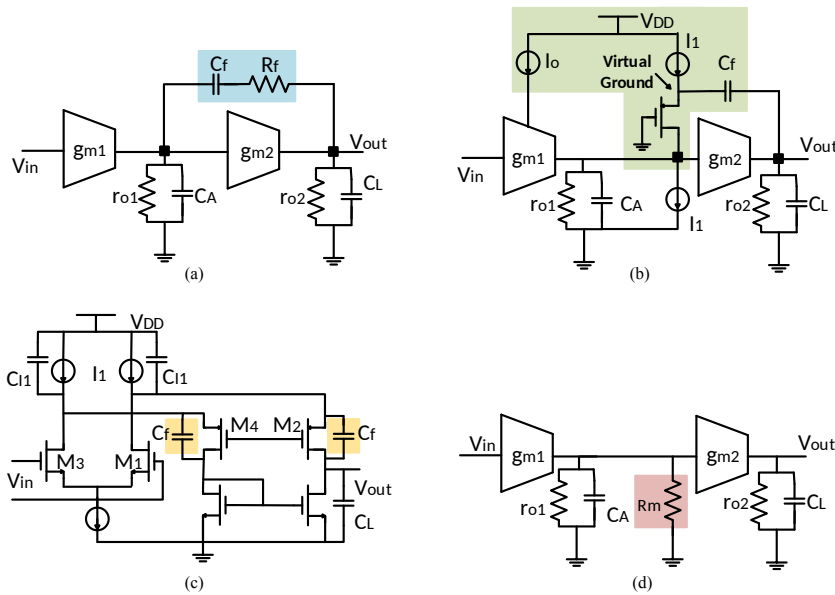 Cf Rf
Vin gm1 gm2 Vout
ro1 CA ro2 CL
(a)
VDD
Io I1
Virtual Ground Cf
Vin gm1 gm2 Vout
ro1 CA I1 ro2 CL
(b)
VDD
CI1 I1 CI1
Cf M4 M2 Cf
Vin M3 M1
Vout
CL
(c)
Vin gm1 gm2 Vout
ro1 CA Rm ro2 CL
(d)